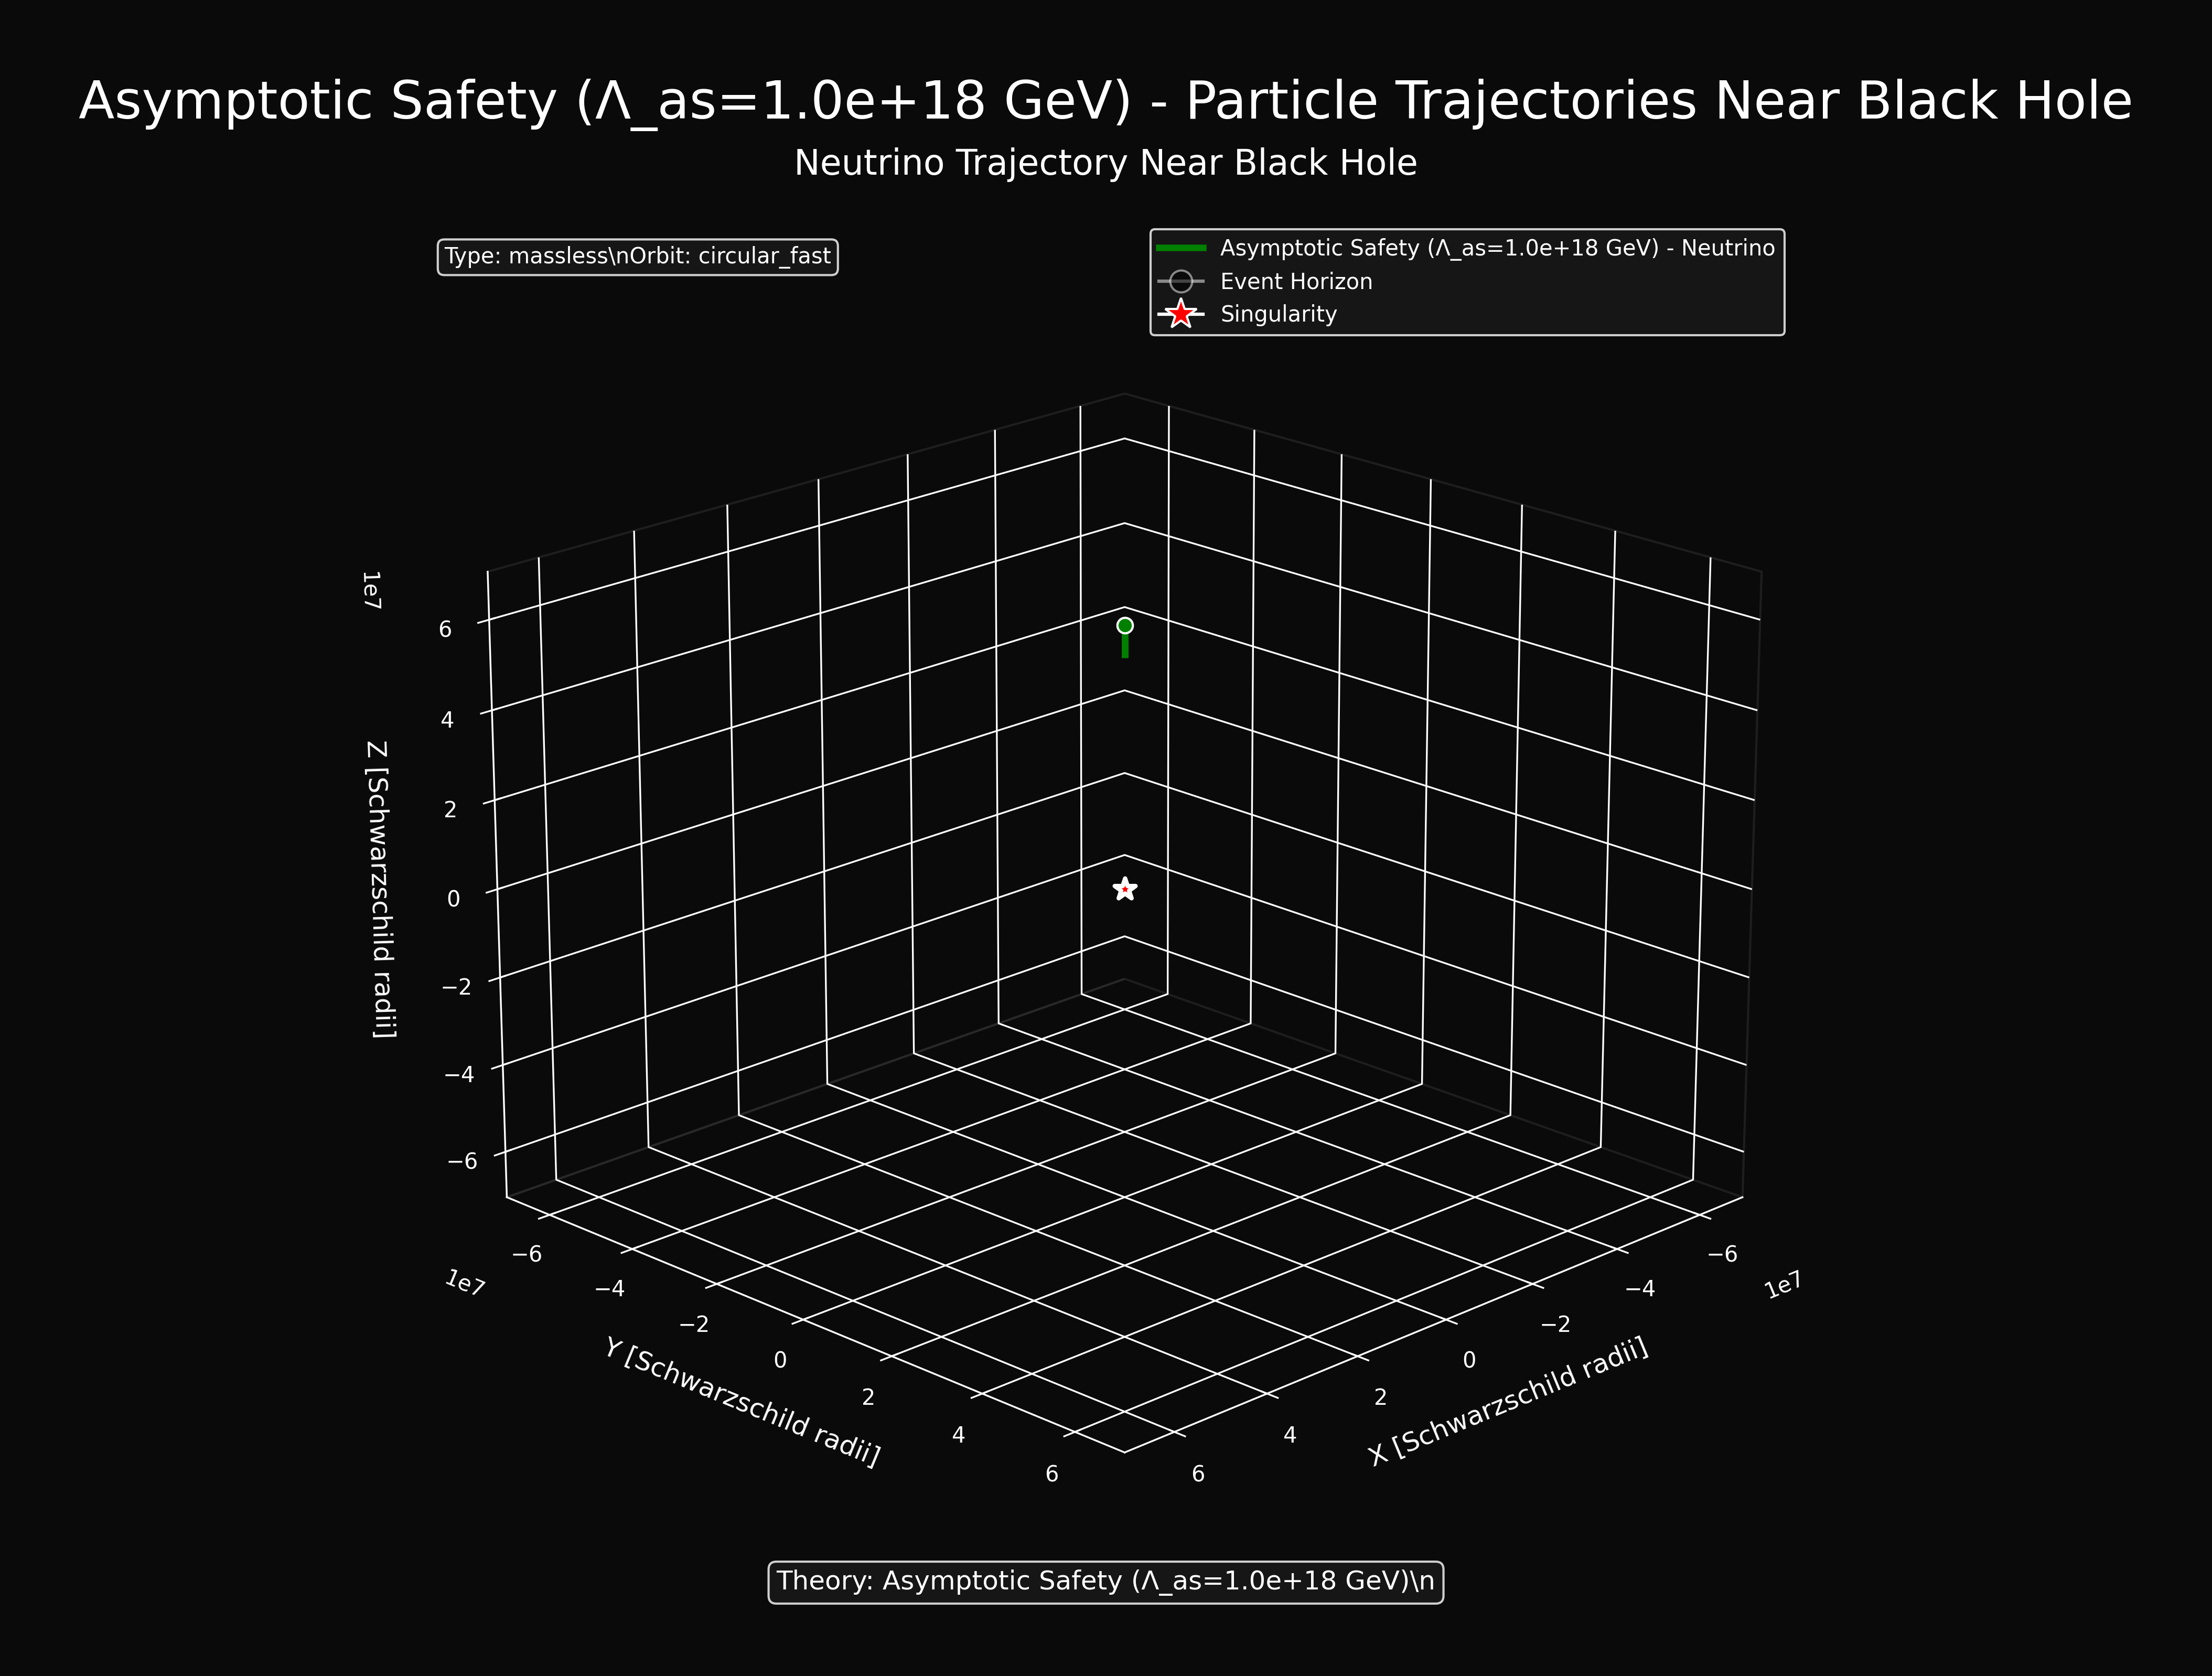 Asymptotic Safety (Λ_as=1.0e+18 GeV) - Particle Trajectories Near Black Hole
Neutrino Trajectory Near Black Hole
Type: massless\nOrbit: circular_fast
Asymptotic Safety (Λ_as=1.0e+18 GeV) - Neutrino
Event Horizon
Singularity
1e7
6
4
2
0
−2
−4
−6
Z [Schwarzschild radii]
−6
−4
−2
0
2
4
6
1e7
Y [Schwarzschild radii]
−6
−4
−2
0
2
4
6
1e7
X [Schwarzschild radii]
Theory: Asymptotic Safety (Λ_as=1.0e+18 GeV)\n